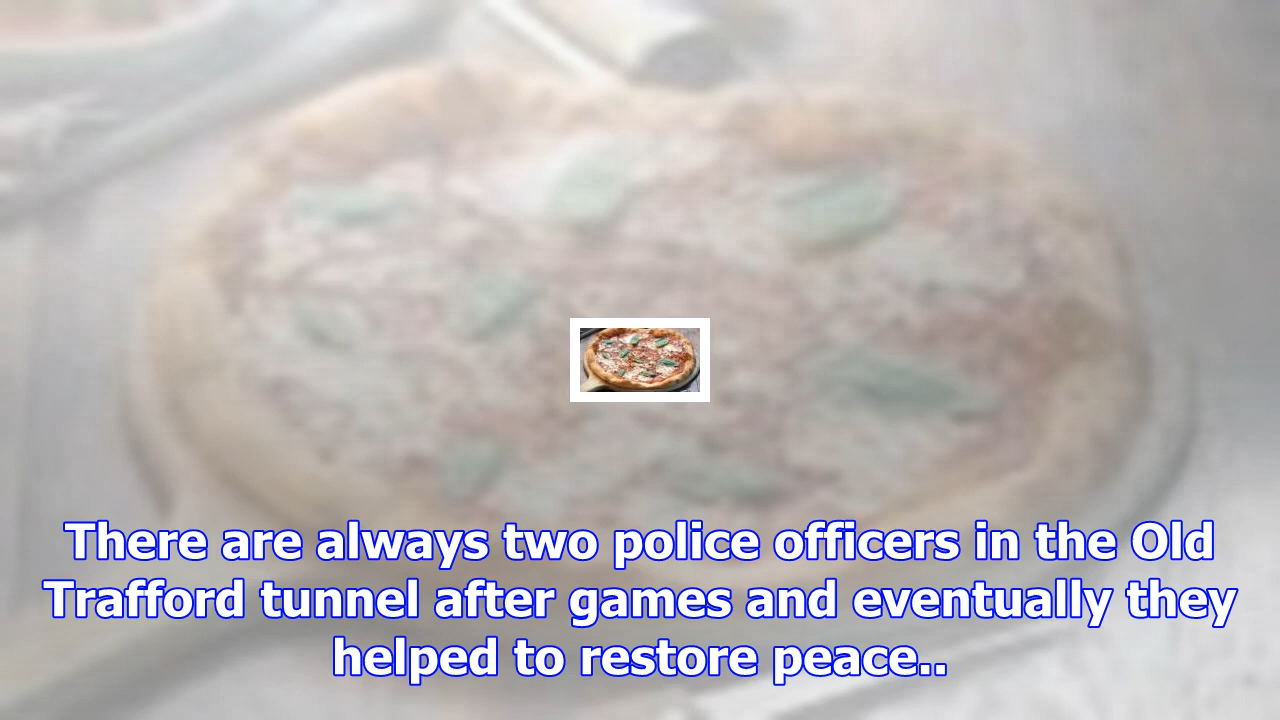 There are always two police officers in the Old
Trafford tunnel after games and eventually they
helped to restore peace..